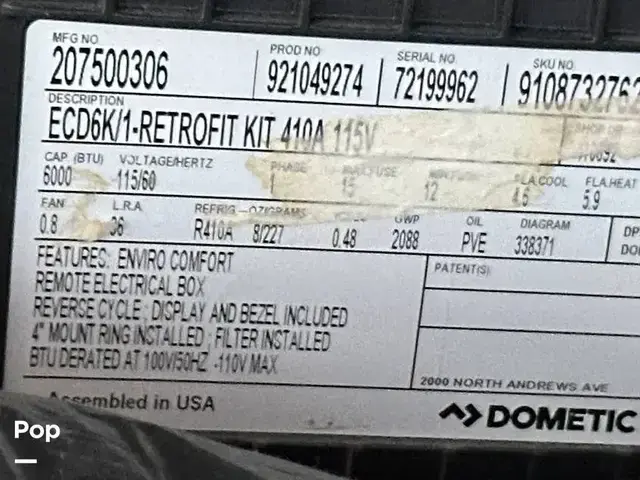 MFG NO PROD NO SERIAL NO. SKU NO
207500306 921049274 72199962
DESCRIPTION
ECD6K/1-RETROFIT KIT 410A 115V
CAP. (BTU) VOLTAGE/HERTZ PHASE FLA.COOL FLA.HEAT
6000 115/60 1 15 12 4.6 5.9
FAN L.R.A. REFRIG.-OZ/GRAMS GWP OIL DIAGRAM
0.8 36 R410A 8/227 0.48 2088 PVE 338371
FEATURES: ENVIRO COMFORT
REMOTE ELECTRICAL BOX
REVERSE CYCLE ; DISPLAY AND BEZEL INCLUDED
4" MOUNT RING INSTALLED ; FILTER INSTALLED
BTU DERATED AT 100V/50HZ -110V MAX
PATENT(S)
2000 NORTH ANDREWS AVE
Assembled in USA
DOMETIC
Pop